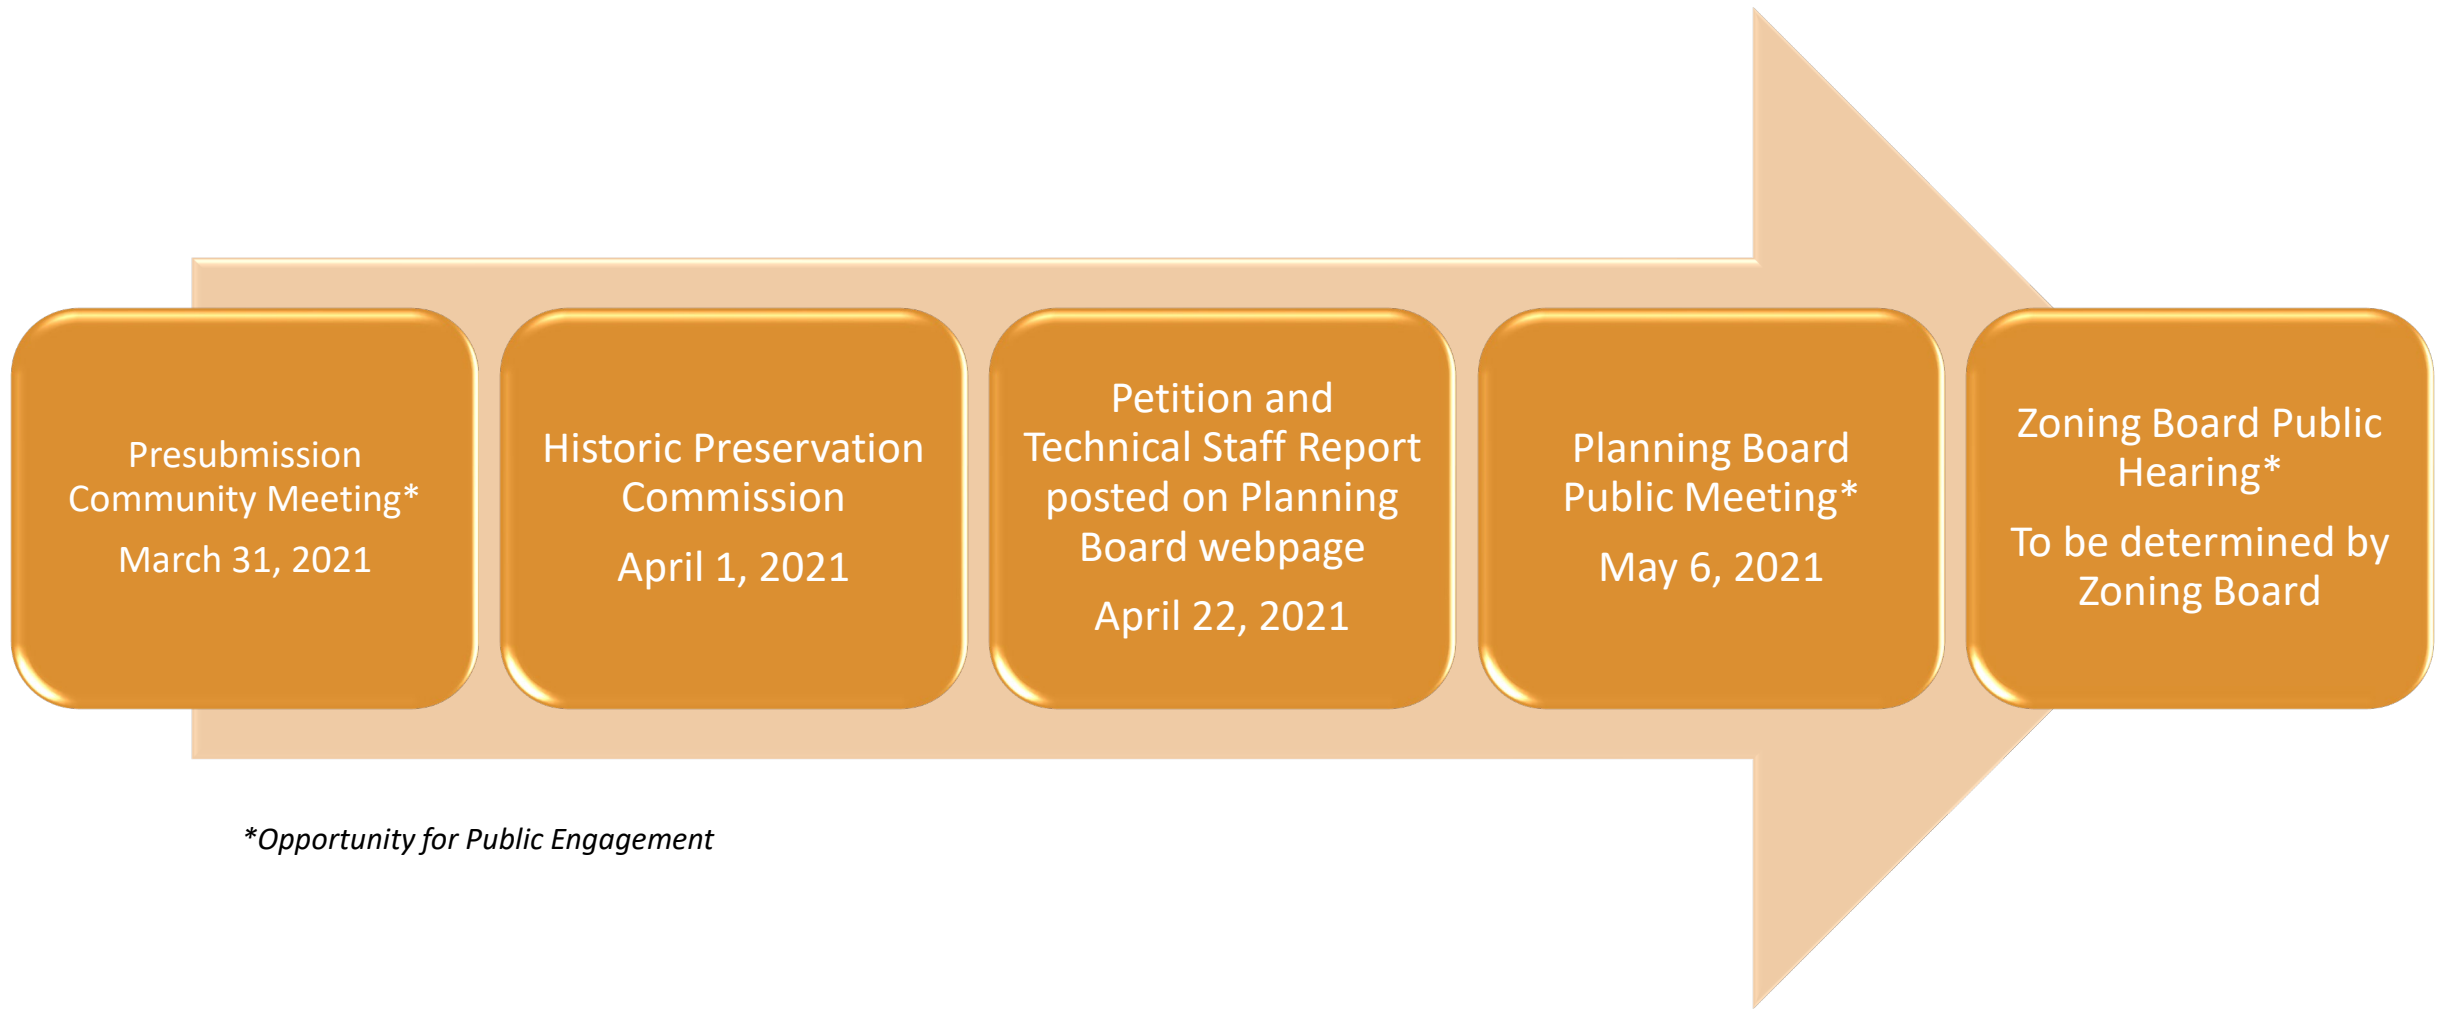 Presubmission
Community Meeting*
March 31, 2021
Historic Preservation
Commission
April 1, 2021
Petition and
Technical Staff Report
posted on Planning
Board webpage
April 22, 2021
Planning Board
Public Meeting*
May 6, 2021
Zoning Board Public
Hearing*
To be determined by
Zoning Board
*Opportunity for Public Engagement